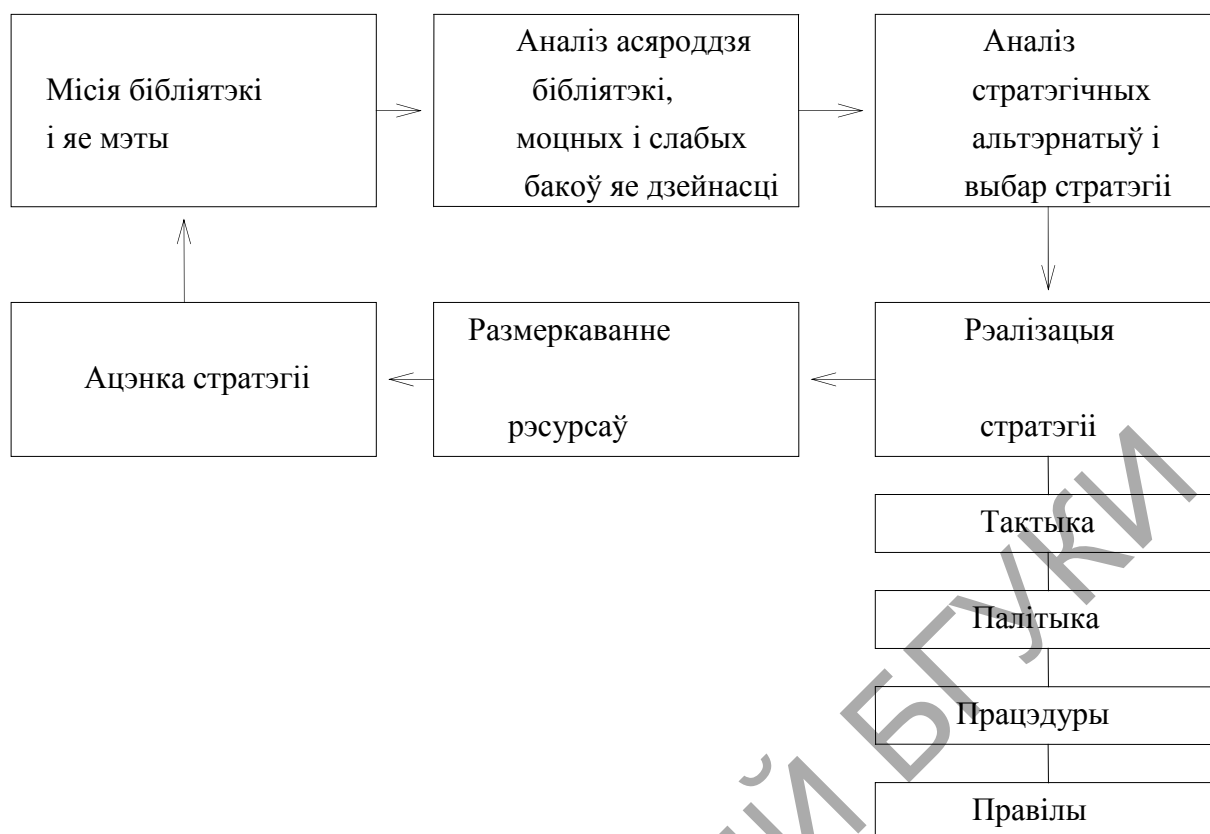 Місія бібліятэкі
і яе мэты
Аналіз асяроддзя
бібліятэкі,
моцных і слабых
бакоў яе дзейнасці
Аналіз
стратэгічных
альтэрнатыў і
выбар стратэгіі
Рэалізацыя
стратэгіі
Размеркаванне
рэсурсаў
Ацэнка стратэгіі
Тактыка
Палітыка
Працэдуры
Правілы
БГУКИ